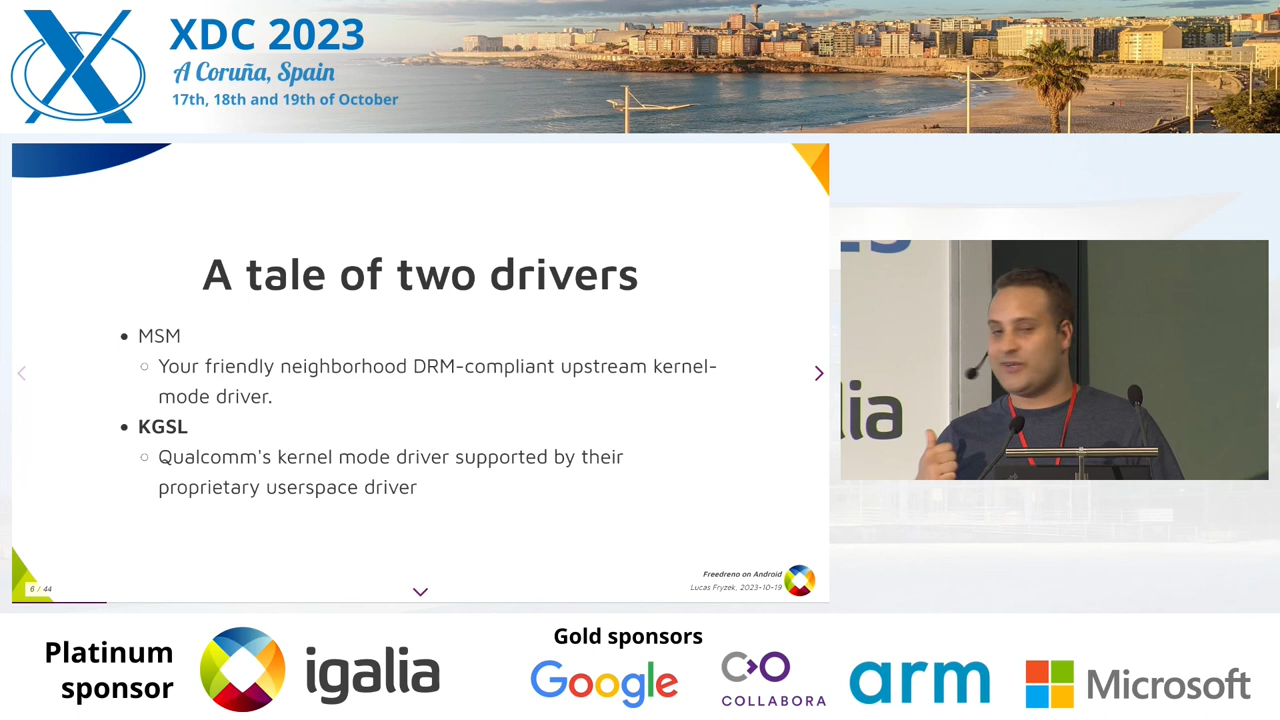 XDC 2023
A Coruña, Spain
17th, 18th and 19th of October
A tale of two drivers
MSM
Your friendly neighborhood DRM-compliant upstream kernel-
mode driver.
KGSL
Qualcomm's kernel mode driver supported by their
proprietary userspace driver
6 / 44
Freedreno on Android
Lucas Fryzek, 2023-10-19
23
lia
Platinum
sponsor
igalia
Gold sponsors
Google
COLLABORA
arm
Microsoft